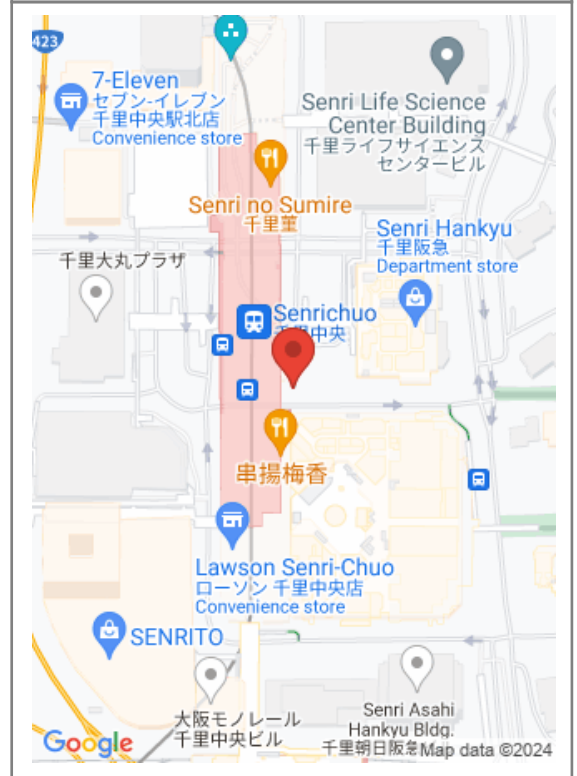 423
7-Eleven
セブン-イレブン
千里中央駅北店
Convenience store
Senri Life Science
Center Building
千里ライフサイエンス
センタービル
Senri no Sumire
千里菫
Senri Hankyu
千里阪急
Department store
千里大丸プラザ
Senrichuo
千里中央
串揚梅香
Lawson Senri-Chuo
ローソン 千里中央店
Convenience store
SENRITO
大阪モノレール
千里中央ビル
Senri Asahi
Hankyu Bldg.
千里朝日阪急
Google
Map data ©2024